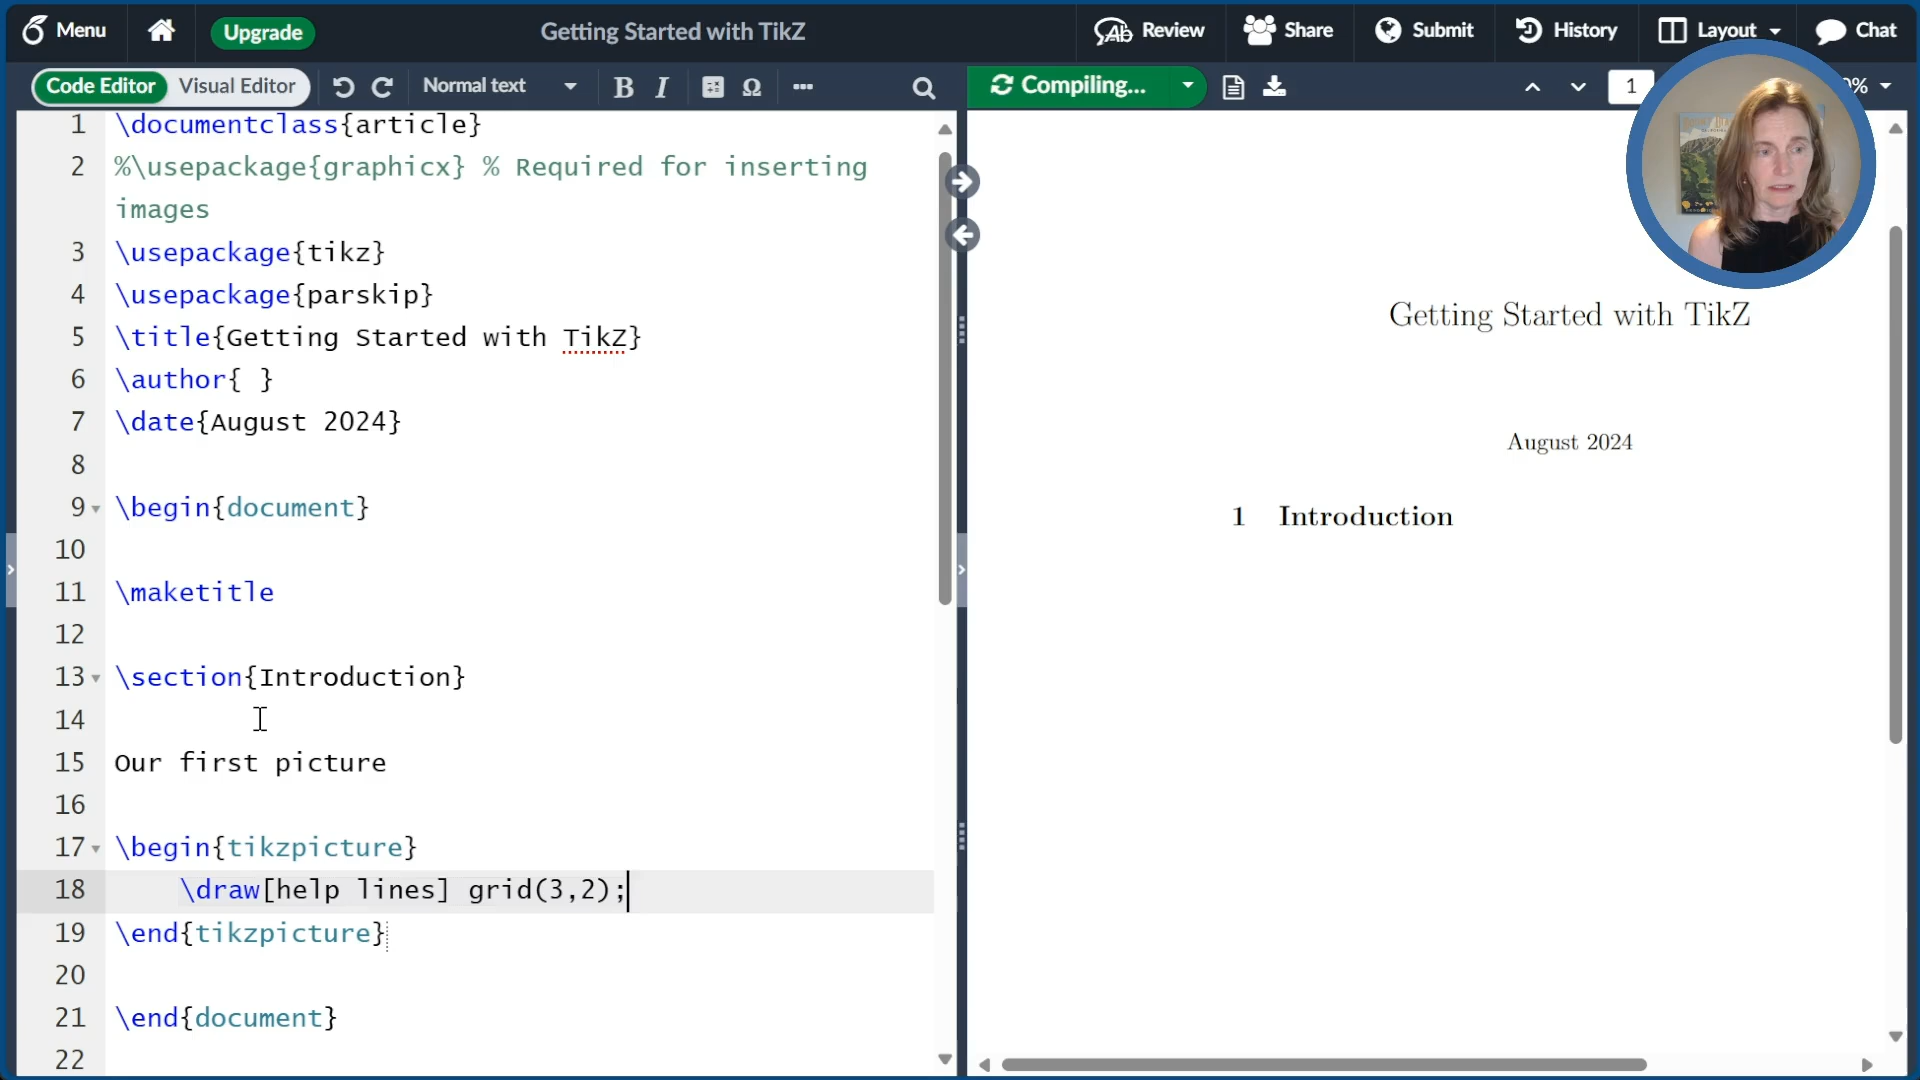 Menu
Upgrade
Getting Started with TikZ
Review
Share
Submit
History
Layout
Chat
Code Editor
Visual Editor
Normal text
B I Ω
Compiling...
1
%
1 \documentclass{article}
2 %\usepackage{graphicx} % Required for inserting
images
3 \usepackage{tikz}
4 \usepackage{parskip}
5 \title{Getting Started with TikZ}
6 \author{ }
7 \date{August 2024}
8
9 \begin{document}
10
11 \maketitle
12
13 \section{Introduction}
14
15 Our first picture
16
17 \begin{tikzpicture}
18 \draw[help lines] grid(3,2);
19 \end{tikzpicture}
20
21 \end{document}
22
Getting Started with TikZ
August 2024
1 Introduction